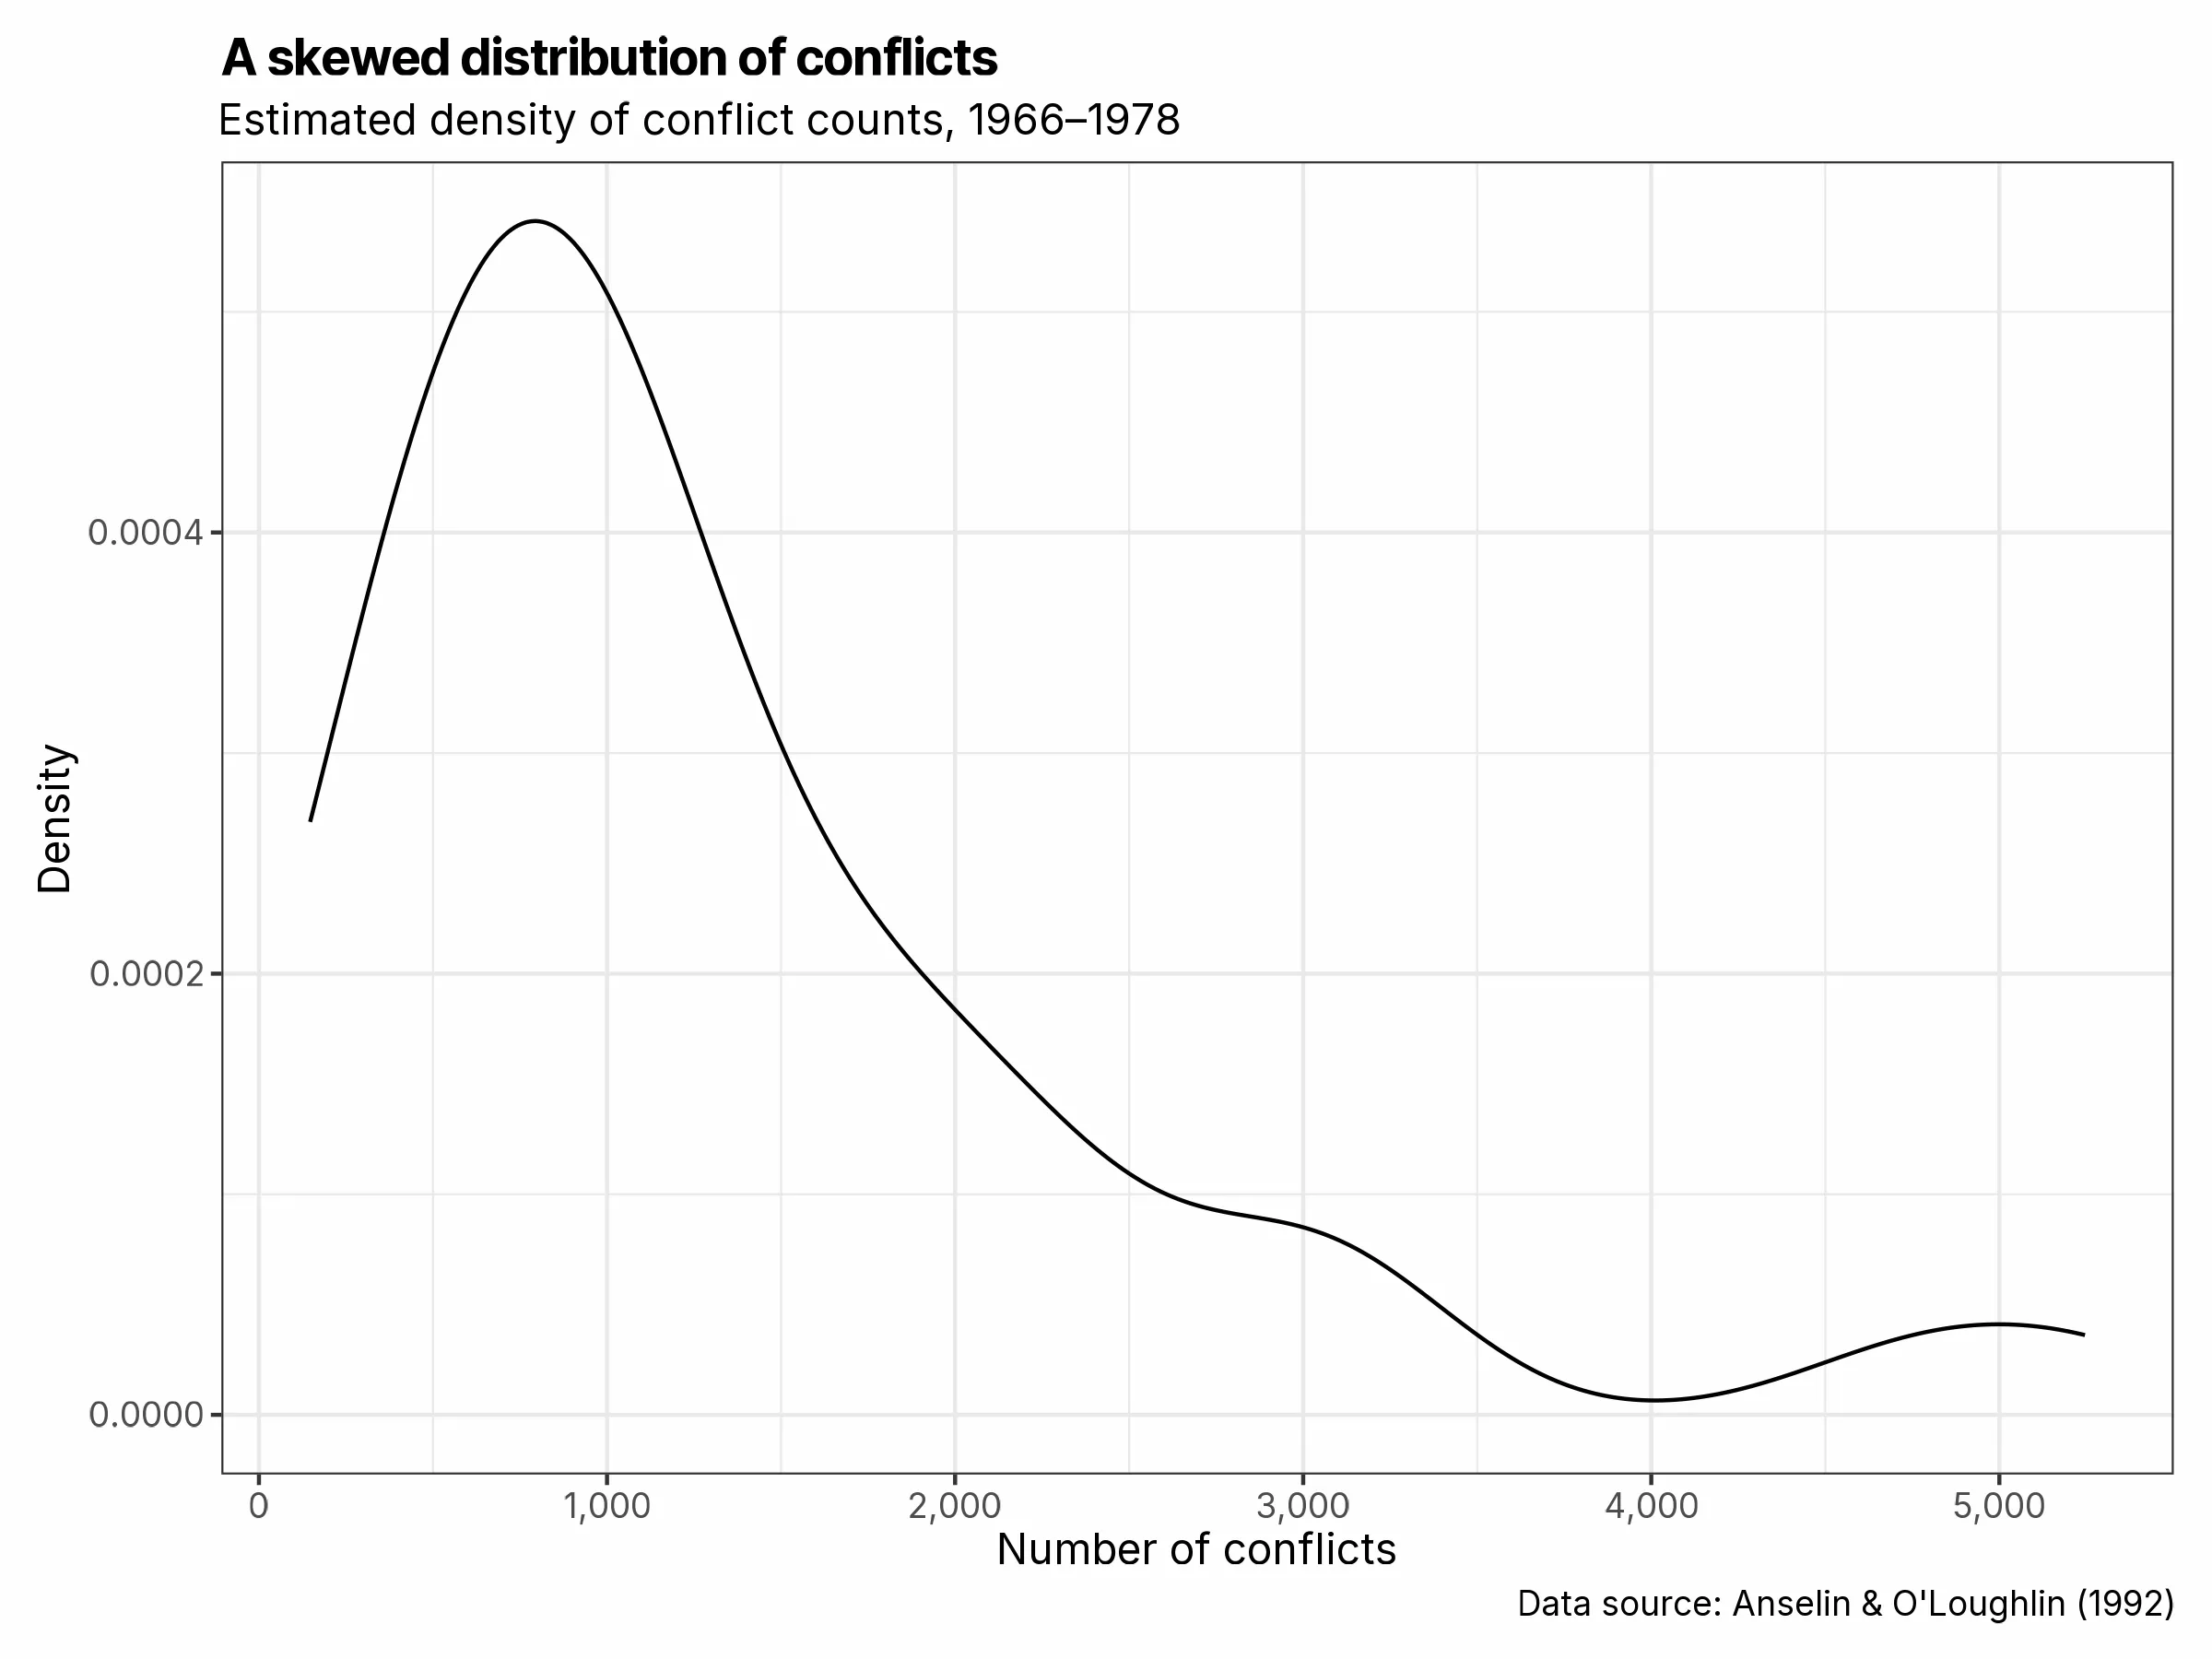 A skewed distribution of conflicts
Estimated density of conflict counts, 1966–1978
Density
0.0004
0.0002
0.0000
0 1,000 2,000 3,000 4,000 5,000
Number of conflicts
Data source: Anselin & O'Loughlin (1992)